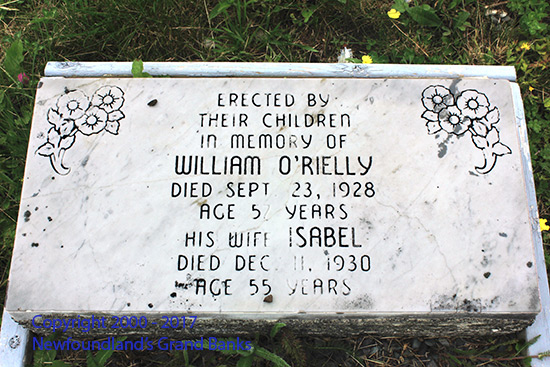 ERECTED BY
THEIR CHILDREN
IN MEMORY OF
WILLIAM O'RIELLY
DIED SEPT 23, 1928
AGE 52 YEARS
HIS WIFE ISABEL
DIED DEC. 11, 1930
AGE 55 YEARS
Copyright 2000 - 2017
Newfoundland's Grand Banks